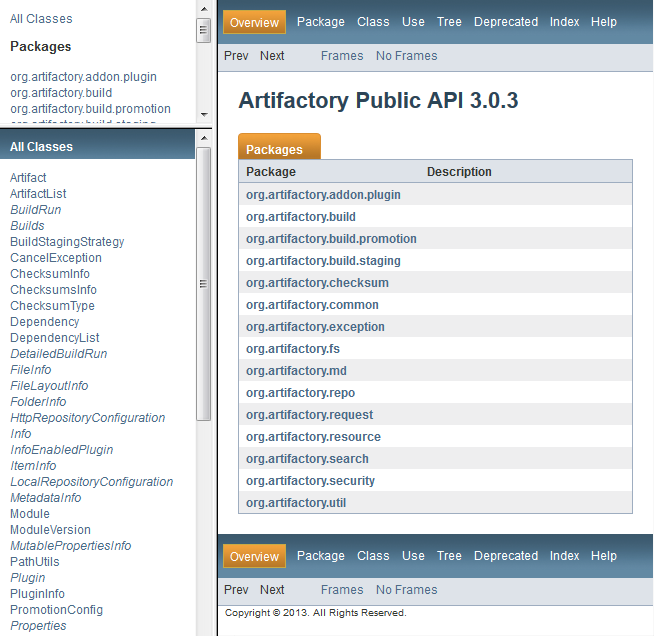 All Classes
Packages
org.artifactory.addon.plugin
org.artifactory.build
org.artifactory.build.promotion
org.artifactory.build.staging
All Classes
Artifact
ArtifactList
BuildRun
Builds
BuildStagingStrategy
CancelException
ChecksumInfo
ChecksumsInfo
ChecksumType
Dependency
DependencyList
DetailedBuildRun
FileInfo
FileLayoutInfo
FolderInfo
HttpRepositoryConfiguration
Info
InfoEnabledPlugin
ItemInfo
LocalRepositoryConfiguration
MetadataInfo
Module
ModuleVersion
MutablePropertiesInfo
PathUtils
Plugin
PluginInfo
PromotionConfig
Properties
Overview Package Class Use Tree Deprecated Index Help
Prev Next Frames No Frames
Artifactory Public API 3.0.3
Packages
Package Description
org.artifactory.addon.plugin
org.artifactory.build
org.artifactory.build.promotion
org.artifactory.build.staging
org.artifactory.checksum
org.artifactory.common
org.artifactory.exception
org.artifactory.fs
org.artifactory.md
org.artifactory.repo
org.artifactory.request
org.artifactory.resource
org.artifactory.search
org.artifactory.security
org.artifactory.util
Overview Package Class Use Tree Deprecated Index Help
Prev Next Frames No Frames
Copyright © 2013. All Rights Reserved.